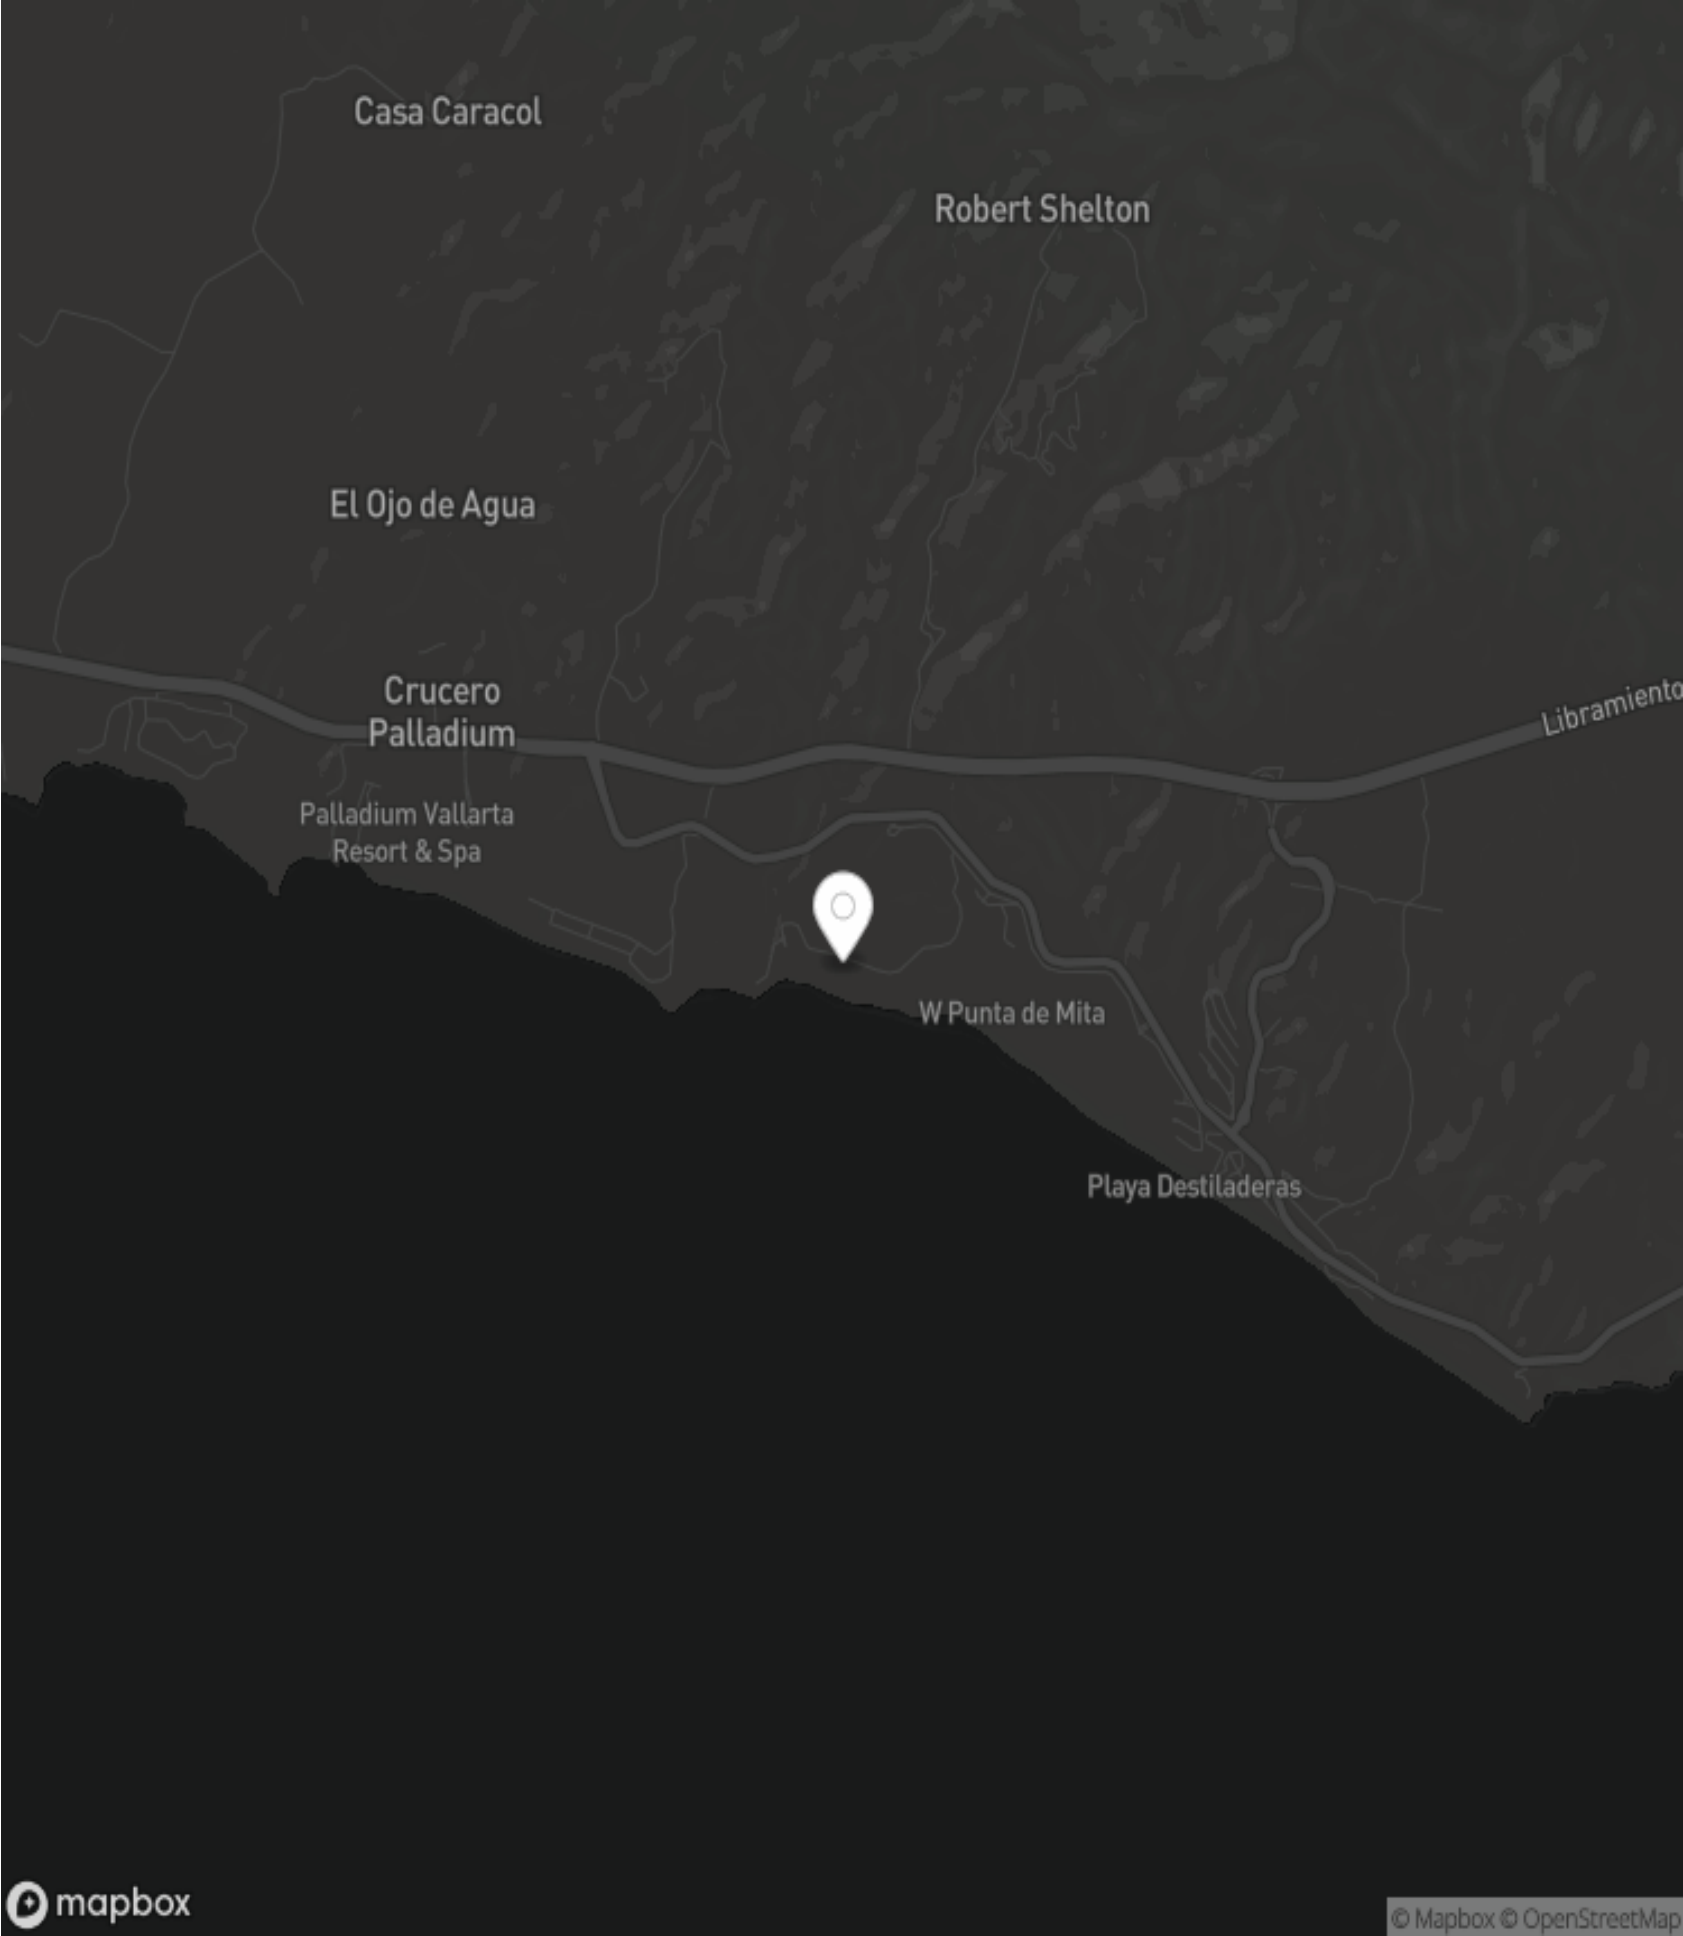 Casa Caracol
Robert Shelton
El Ojo de Agua
Crucero
Palladium
Libramiento
Palladium Vallarta
Resort & Spa
W Punta de Mita
Playa Destiladeras
mapbox
© Mapbox © OpenStreetMap